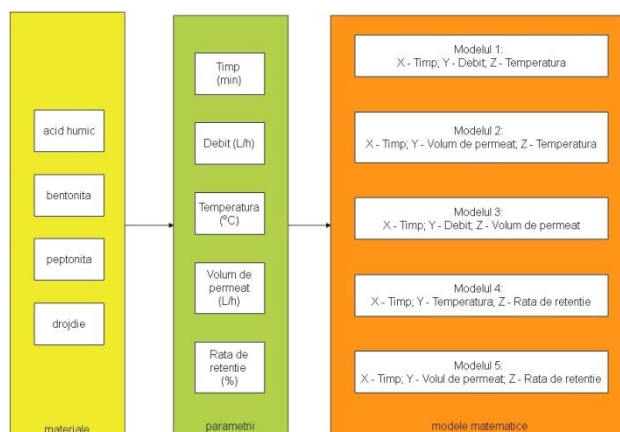 acid humic
bentonita
peptonita
drojdie
materiale
Timp
(min)
Debit (L/h)
Temperatura
(°C)
Volum de
permeat
(L/h)
Rata de
retentie
(%)
parametrii
Modelul 1:
X - Timp; Y - Debit; Z - Temperatura
Modelul 2:
X - Timp; Y - Volum de permeat; Z - Temperatura
Modelul 3:
X - Timp; Y - Debit; Z - Volum de permeat
Modelul 4:
X - Timp; Y - Temperatura; Z - Rata de retentie
Modelul 5:
X - Timp; Y - Volul de permeat; Z - Rata de retentie
modele matematice